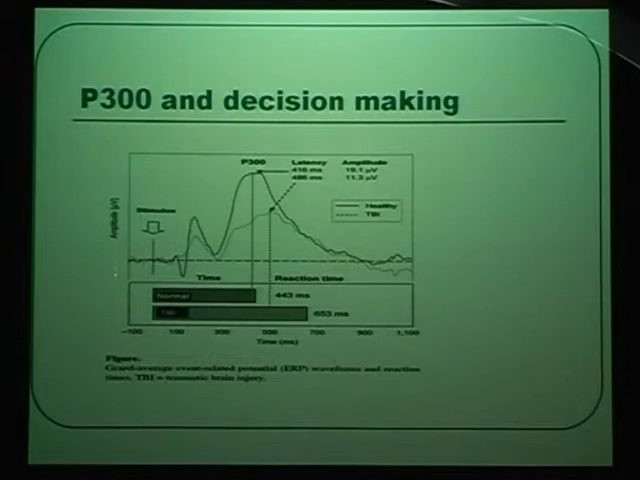 P300 and decision making
P300 Latency Amplitude
416 ms 19.1 µV
486 ms 11.3 µV
Amplitude (µV)
Stimulus
Healthy
TBI
Time Reaction time
Normal 443 ms
TBI 653 ms
−100 100 300 500 700 900 1,100
Time (ms)
Figure.
Grand-average event-related potential (ERP) waveforms and reaction
times. TBI = traumatic brain injury.